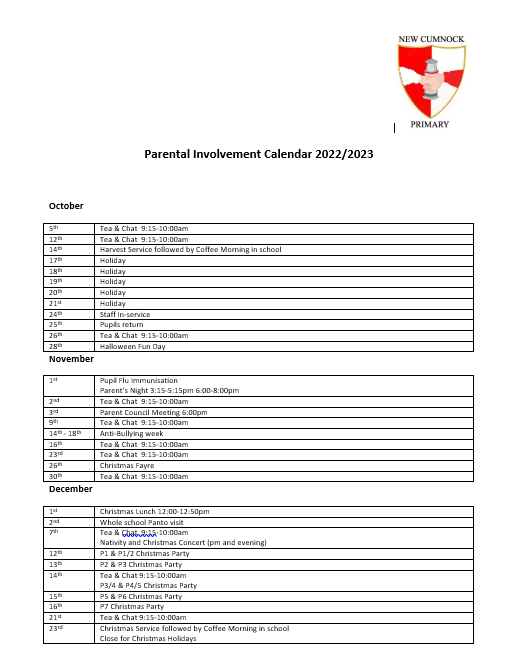 NEW CUMNOCK
PRIMARY
Parental Involvement Calendar 2022/2023
October
5th Tea & Chat 9:15-10:00am
12th Tea & Chat 9:15-10:00am
14th Harvest Service followed by Coffee Morning in school
17th Holiday
18th Holiday
19th Holiday
20th Holiday
21st Holiday
24th Staff In-service
25th Pupils return
26th Tea & Chat 9:15-10:00am
28th Halloween Fun Day
November
1st Pupil Flu Immunisation
Parent's Night 3:15-5:15pm 6:00-8:00pm
2nd Tea & Chat 9:15-10:00am
3rd Parent Council Meeting 6:00pm
9th Tea & Chat 9:15-10:00am
14th - 18th Anti-Bullying week
16th Tea & Chat 9:15-10:00am
23rd Tea & Chat 9:15-10:00am
26th Christmas Fayre
30th Tea & Chat 9:15-10:00am
December
1st Christmas Lunch 12:00-12:50pm
2nd Whole school Panto visit
7th Tea & Chat 9:15-10:00am
Nativity and Christmas Concert (pm and evening)
12th P1 & P1/2 Christmas Party
13th P2 & P3 Christmas Party
14th Tea & Chat 9:15-10:00am
P3/4 & P4/5 Christmas Party
15th P5 & P6 Christmas Party
16th P7 Christmas Party
21st Tea & Chat 9:15-10:00am
23rd Christmas Service followed by Coffee Morning in school
Close for Christmas Holidays